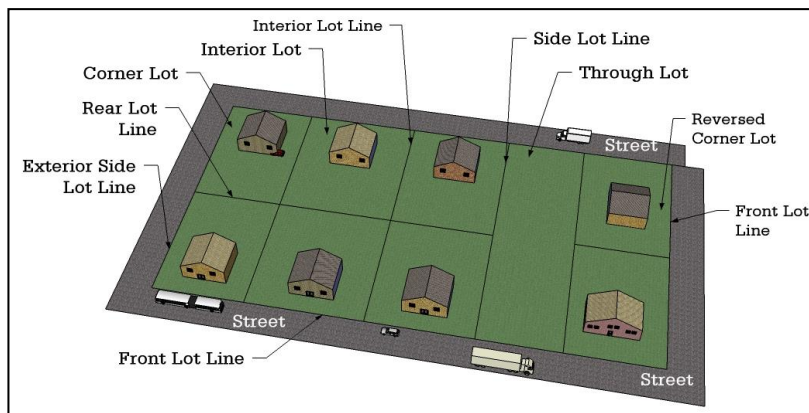 Interior Lot Line
Interior Lot
Side Lot Line
Corner Lot
Through Lot
Rear Lot
Line
Street
Reversed
Corner Lot
Exterior Side
Lot Line
Front Lot
Line
Street
Front Lot Line
Street